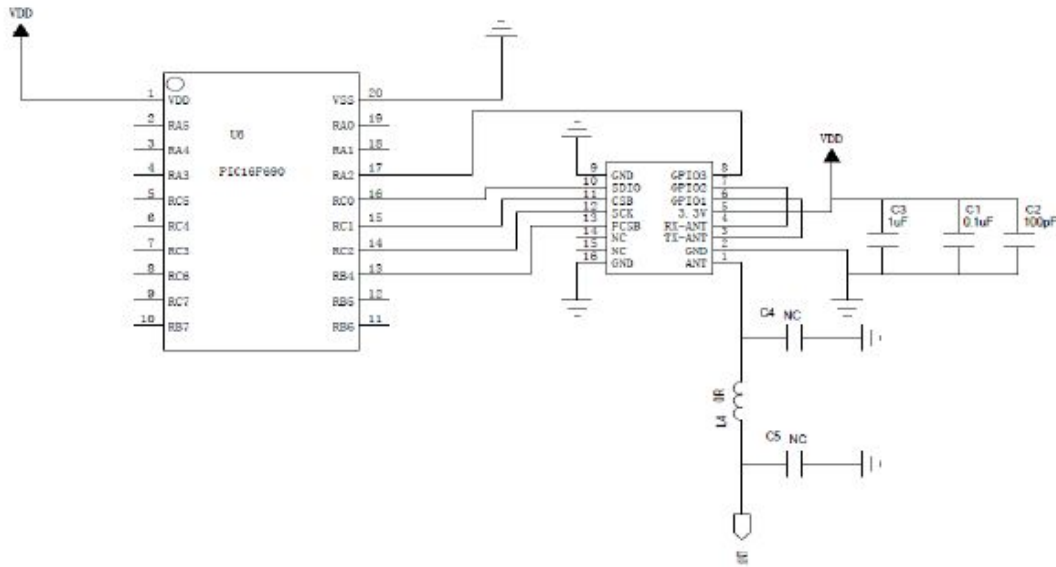 VDD
1 VDD VSS 20
2 RA5 RA0 19
3 RA4 RA1 18
4 RA3 RA2 17
5 RC5 RC0 16
6 RC4 RC1 15
7 RC3 RC2 14
8 RC6 RB4 13
9 RC7 RB5 12
10 RB7 RB6 11
U6
PIC16F690
9 GND GPIO3 8
10 SDIO GPIO2 7
11 CSB GPIO1 6
12 SCK 3.3V 5
13 FCSB RX-ANT 4
14 NC TX-ANT 3
15 NC GND 2
16 GND ANT 1
VDD
C3
1uF
C1
0.1uF
C2
100pF
C4 NC
L4 0R
C5 NC